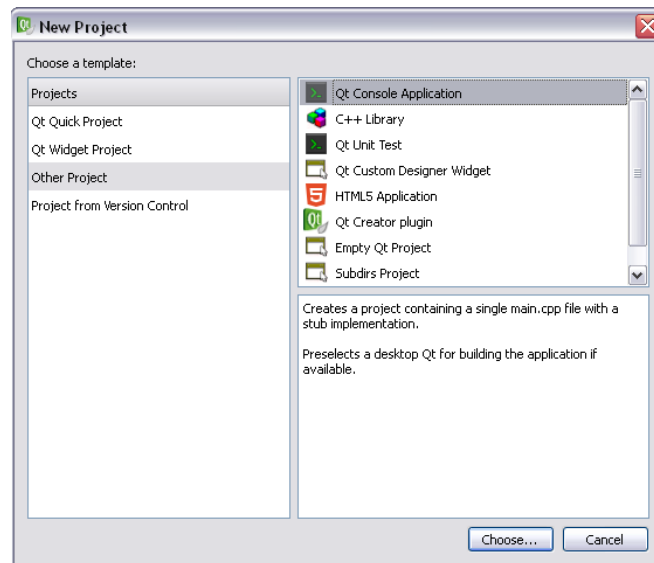 New Project
Choose a template:
Projects
Qt Quick Project
Qt Widget Project
Other Project
Project from Version Control
Qt Console Application
C++ Library
Qt Unit Test
Qt Custom Designer Widget
HTML5 Application
Qt Creator plugin
Empty Qt Project
Subdirs Project
Creates a project containing a single main.cpp file with a
stub implementation.
Preselects a desktop Qt for building the application if
available.
Choose...
Cancel